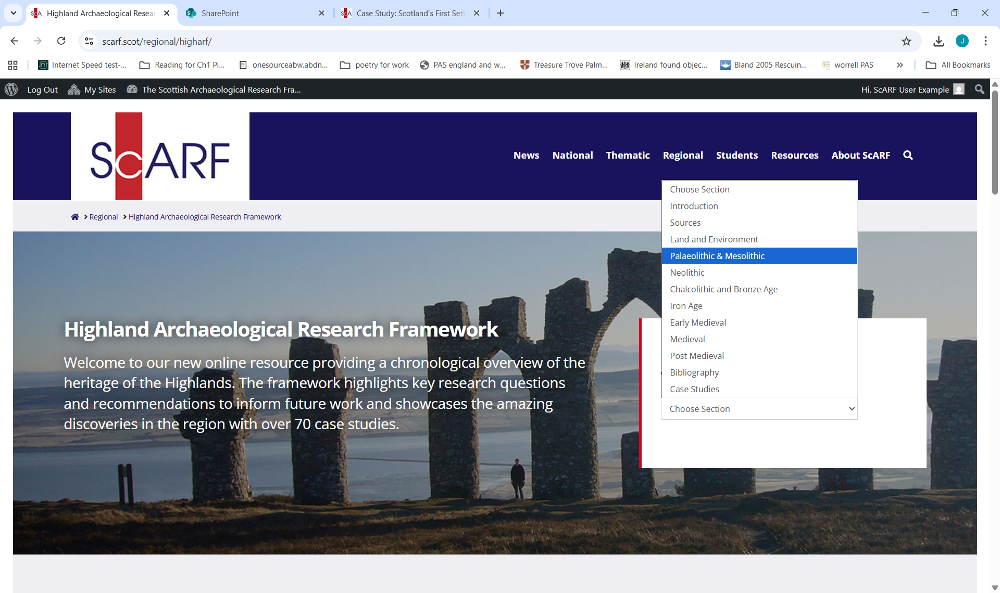 Highland Archaeological Resear
SharePoint
Case Study: Scotland's First Sett
scarf.scot/regional/higharf/
J
Internet Speed test-...
Reading for Ch1 Pi...
onesourceabw.abdn...
poetry for work
PAS england and w...
Treasure Trove Palm...
Ireland found objec...
Bland 2005 Rescuin...
worrell PAS
All Bookmarks
Log Out
My Sites
The Scottish Archaeological Research Fra...
Hi, ScARF User Example
ScARF
News
National
Thematic
Regional
Students
Resources
About ScARF
Regional
Highland Archaeological Research Framework
Choose Section
Introduction
Sources
Land and Environment
Palaeolithic & Mesolithic
Neolithic
Chalcolithic and Bronze Age
Iron Age
Early Medieval
Medieval
Post Medieval
Bibliography
Case Studies
Choose Section
Highland Archaeological Research Framework
Welcome to our new online resource providing a chronological overview of the
heritage of the Highlands. The framework highlights key research questions
and recommendations to inform future work and showcases the amazing
discoveries in the region with over 70 case studies.